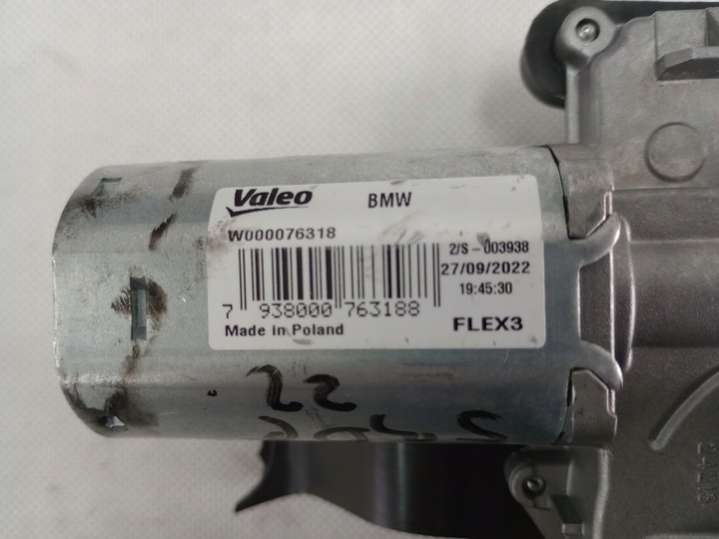 Valeo BMW
W000076318
2/S - 003938
27/09/2022
19:45:30
7 938000 763188
Made in Poland FLEX3
22